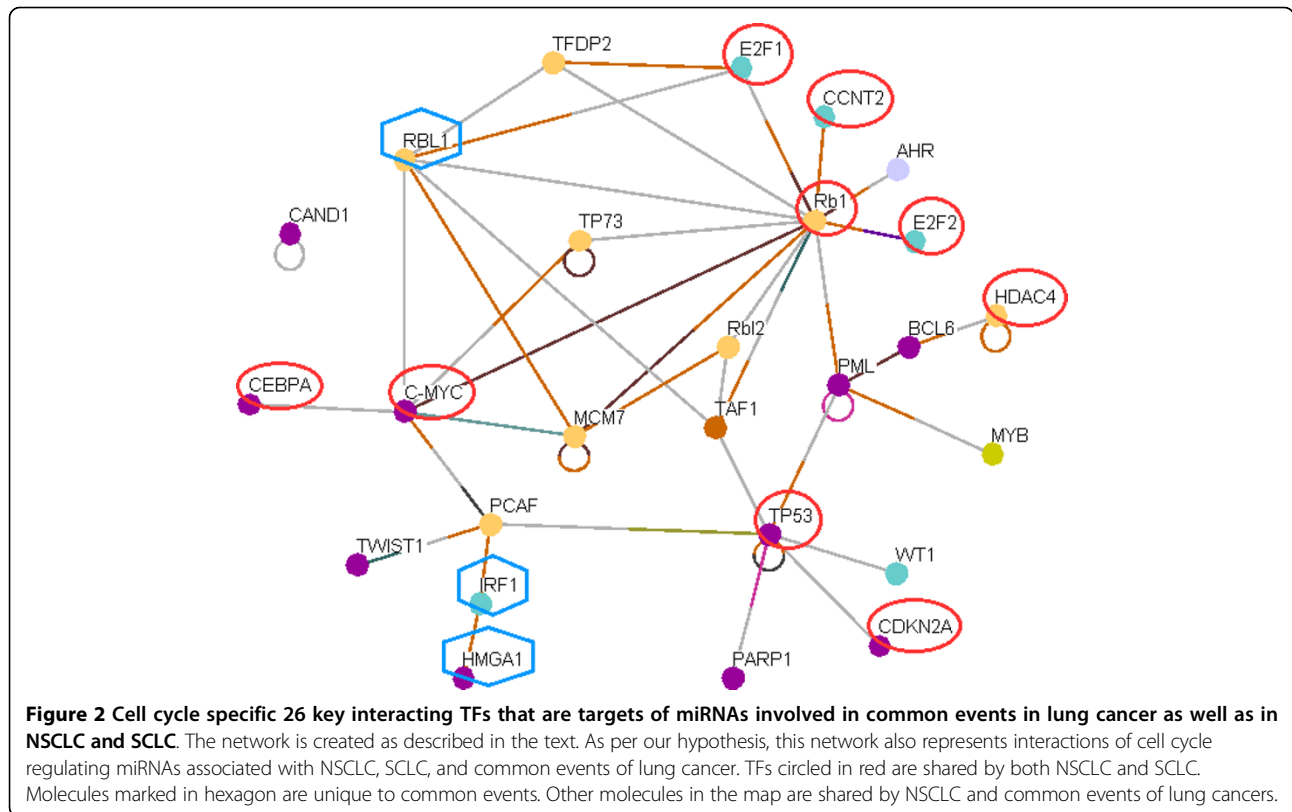 TFDP2
E2F1
CCNT2
RBL1
AHR
Rb1
CAND1
TP73
E2F2
HDAC4
Rbl2
BCL6
PML
CEBPA
C-MYC
TAF1
MCM7
MYB
PCAF
TP53
TWIST1
WT1
IRF1
CDKN2A
HMGA1
PARP1
Figure 2 Cell cycle specific 26 key interacting TFs that are targets of miRNAs involved in common events in lung cancer as well as in
NSCLC and SCLC. The network is created as described in the text. As per our hypothesis, this network also represents interactions of cell cycle
regulating miRNAs associated with NSCLC, SCLC, and common events of lung cancer. TFs circled in red are shared by both NSCLC and SCLC.
Molecules marked in hexagon are unique to common events. Other molecules in the map are shared by NSCLC and common events of lung cancers.